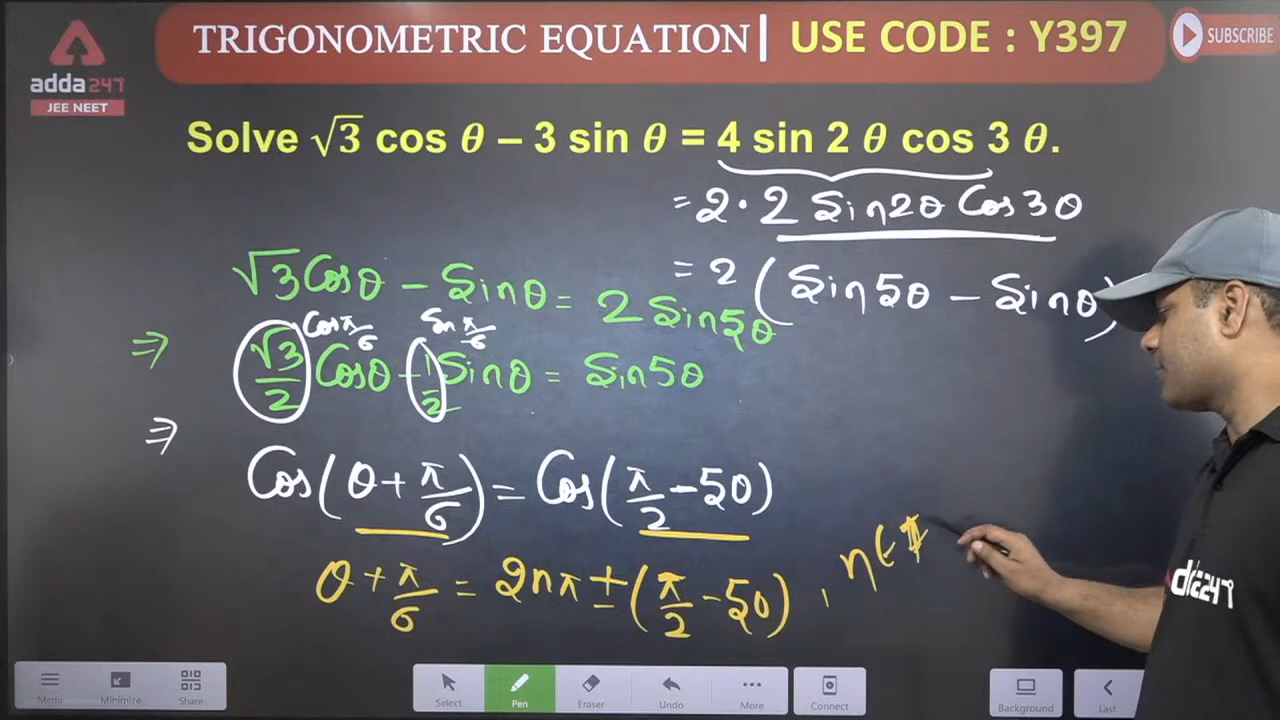 TRIGONOMETRIC EQUATION | USE CODE : Y397
SUBSCRIBE
adda247
JEE NEET
Solve √3 cos θ – 3 sin θ = 4 sin 2 θ cos 3 θ.
= 2 · 2 Sin2θ Cos3θ
= 2 (Sin5θ – Sinθ)
√3Cosθ – Sinθ = 2 Sin5θ
Cos π/6 Sin π/6
⇒ √3/2 Cosθ – 1/2 Sinθ = Sin5θ
⇒ Cos(θ + π/6) = Cos(π/2 – 5θ)
θ + π/6 = 2nπ ± (π/2 – 5θ), n ∈
adda247
Menu
Minimize
Share
Select
Pen
Eraser
Undo
More
Connect
Background
Last